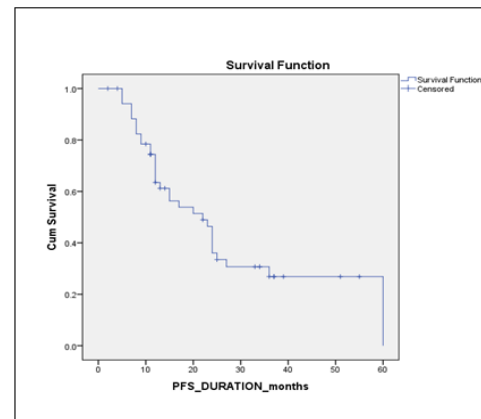 Survival Function
Survival Function
Censored
1.0
0.8
0.6
0.4
0.2
0.0
Cum Survival
0 10 20 30 40 50 60
PFS_DURATION_months